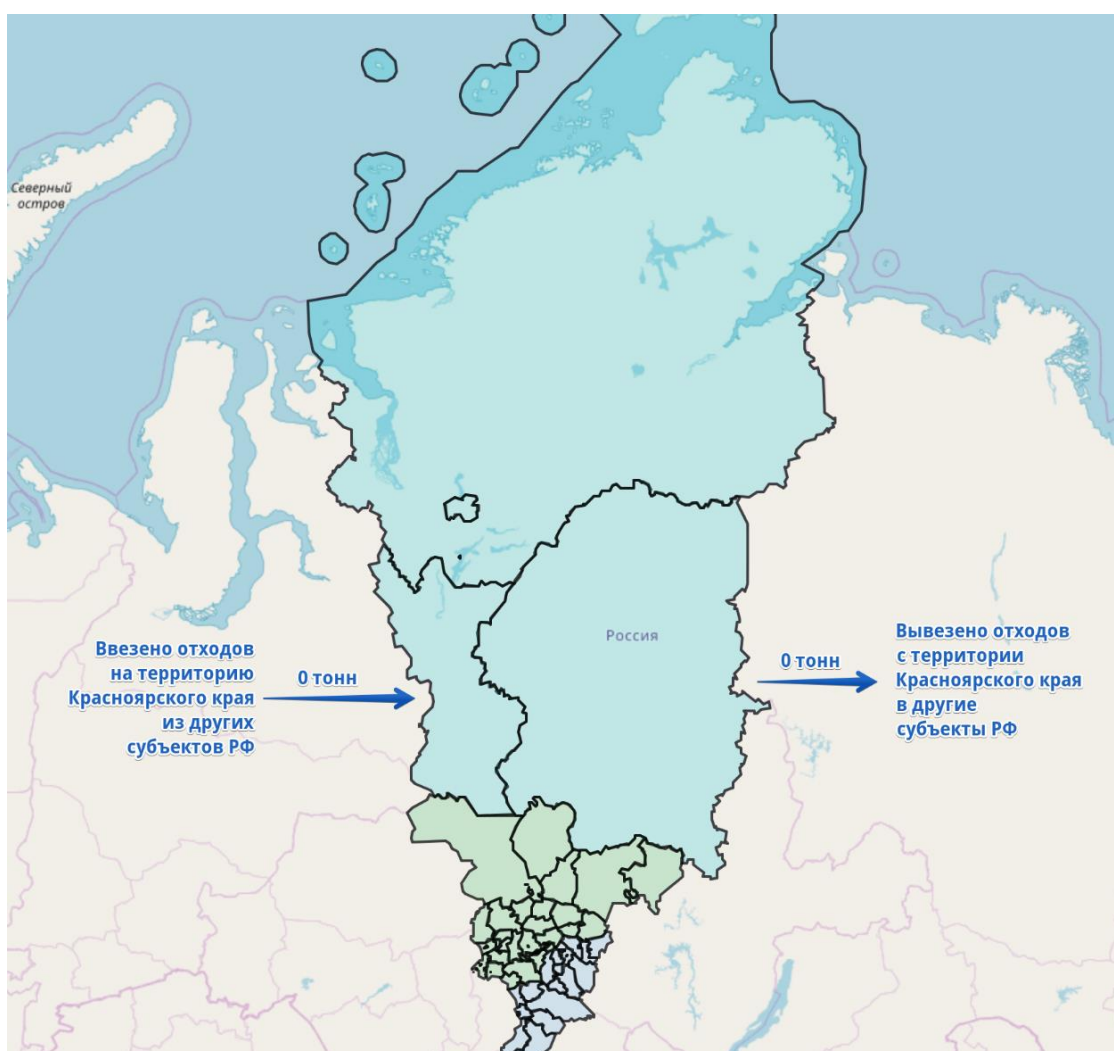 Северный
остров
Россия
Ввезено отходов
на территорию
Красноярского края
из других
субъектов РФ
0 тонн
0 тонн
Вывезено отходов
с территории
Красноярского края
в другие
субъекты РФ